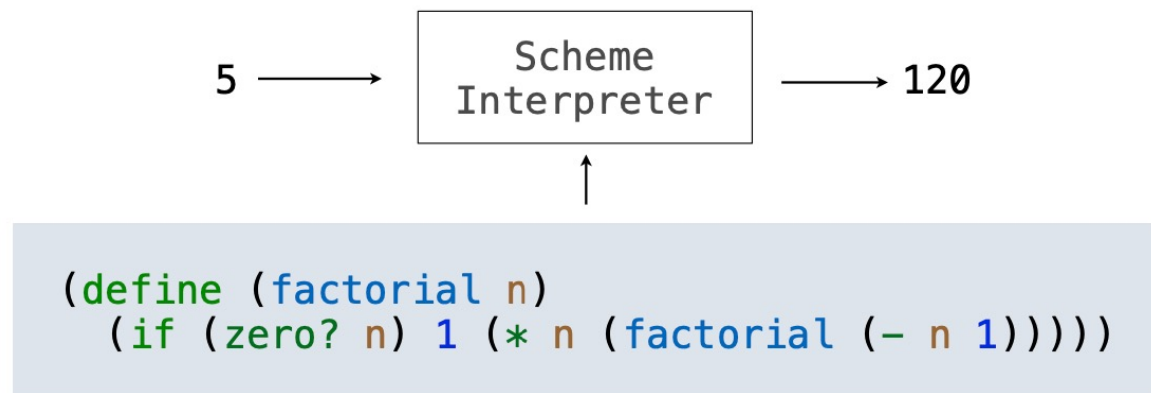 5
Scheme
Interpreter
120
(define (factorial n)
(if (zero? n) 1 (* n (factorial (- n 1)))))